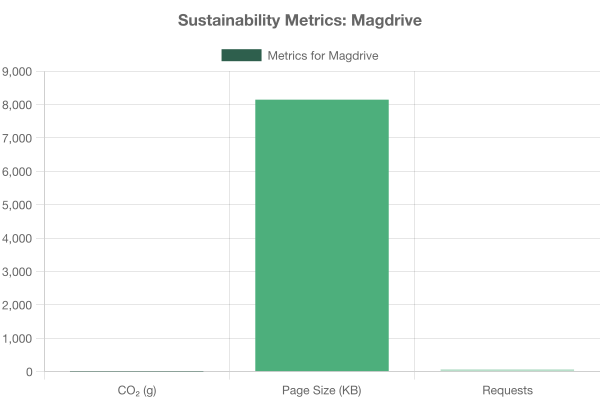 Sustainability Metrics: Magdrive
Metrics for Magdrive
9,000
8,000
7,000
6,000
5,000
4,000
3,000
2,000
1,000
0
CO₂ (g)
Page Size (KB)
Requests